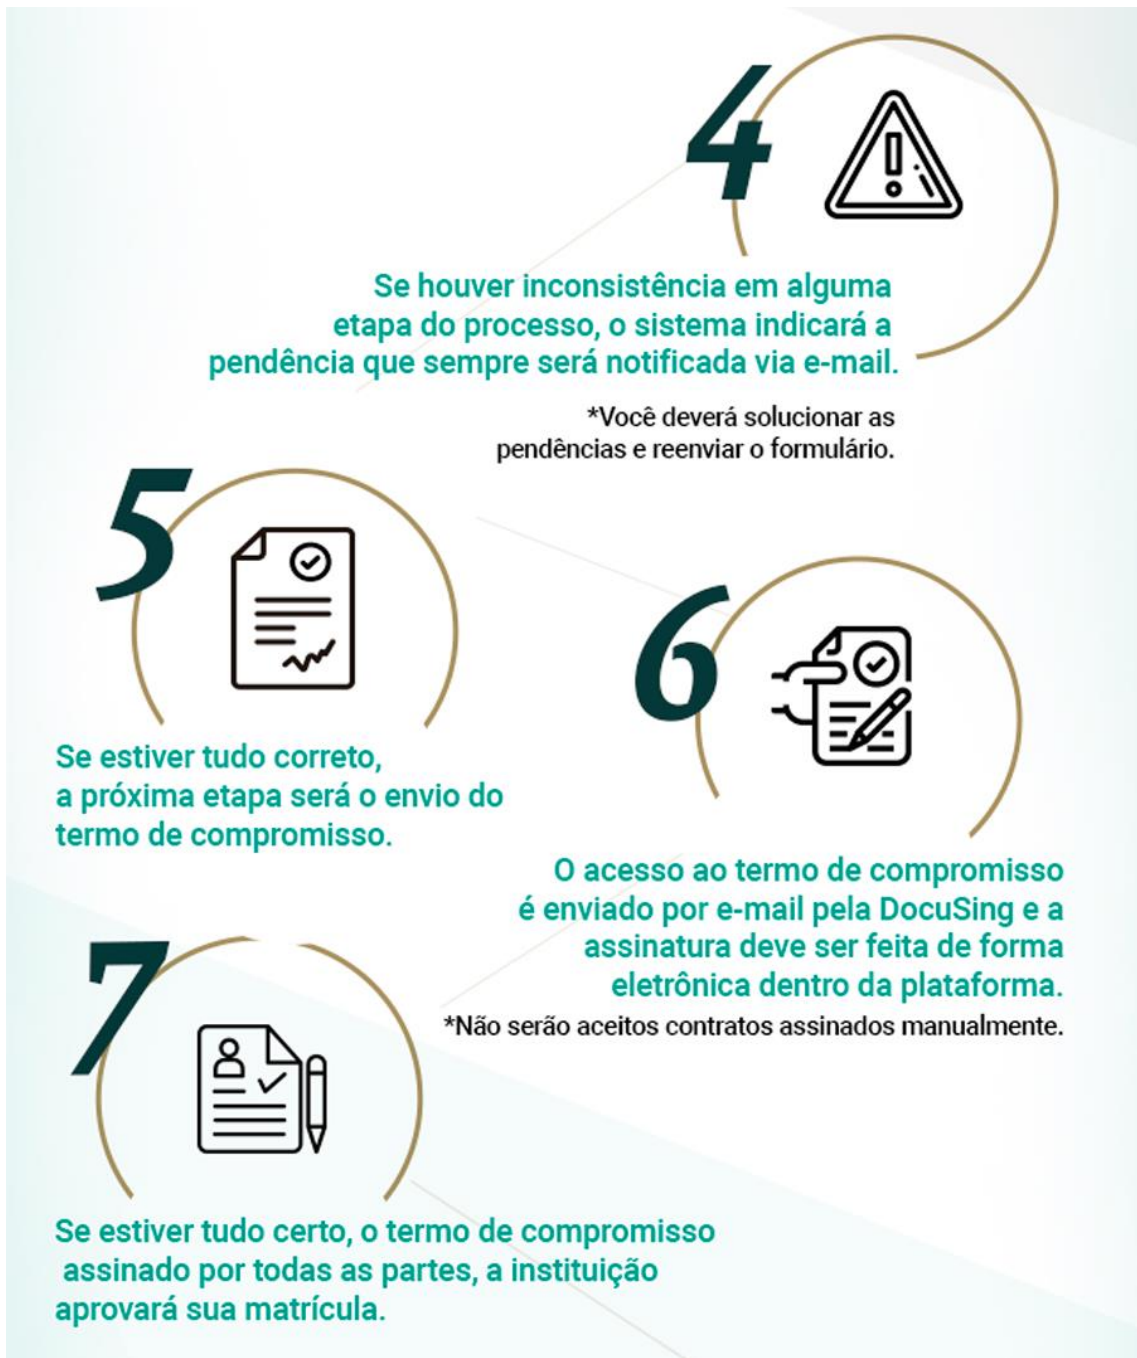 4
Se houver inconsistência em alguma
etapa do processo, o sistema indicará a
pendência que sempre será notificada via e-mail.
*Você deverá solucionar as
pendências e reenviar o formulário.
5
Se estiver tudo correto,
a próxima etapa será o envio do
termo de compromisso.
6
O acesso ao termo de compromisso
é enviado por e-mail pela DocuSing e a
assinatura deve ser feita de forma
eletrônica dentro da plataforma.
*Não serão aceitos contratos assinados manualmente.
7
Se estiver tudo certo, o termo de compromisso
assinado por todas as partes, a instituição
aprovará sua matrícula.